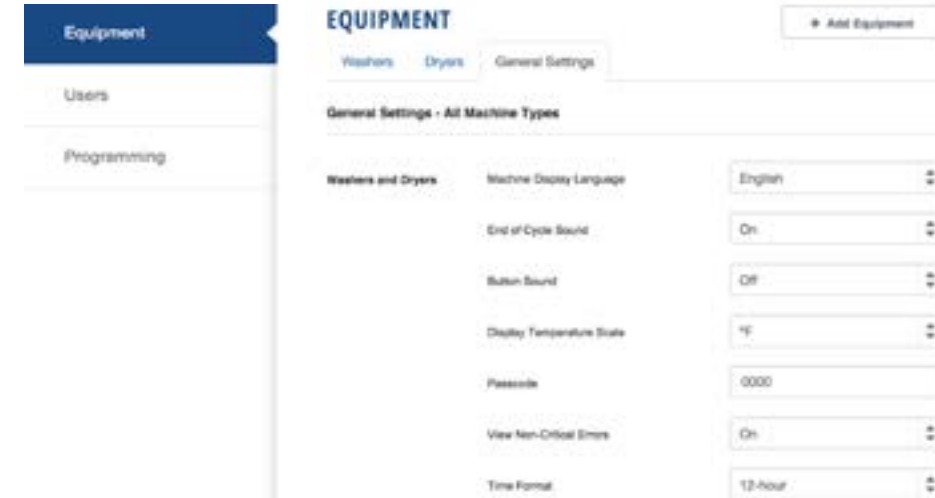 Equipment
Users
Programming
EQUIPMENT
+ Add Equipment
Washers Dryers General Settings
General Settings - All Machine Types
Washers and Dryers Machine Display Language English
End of Cycle Sound On
Button Sound Off
Display Temperature Scale °F
Passcode 0000
View Non-Critical Errors On
Time Format 12-hour